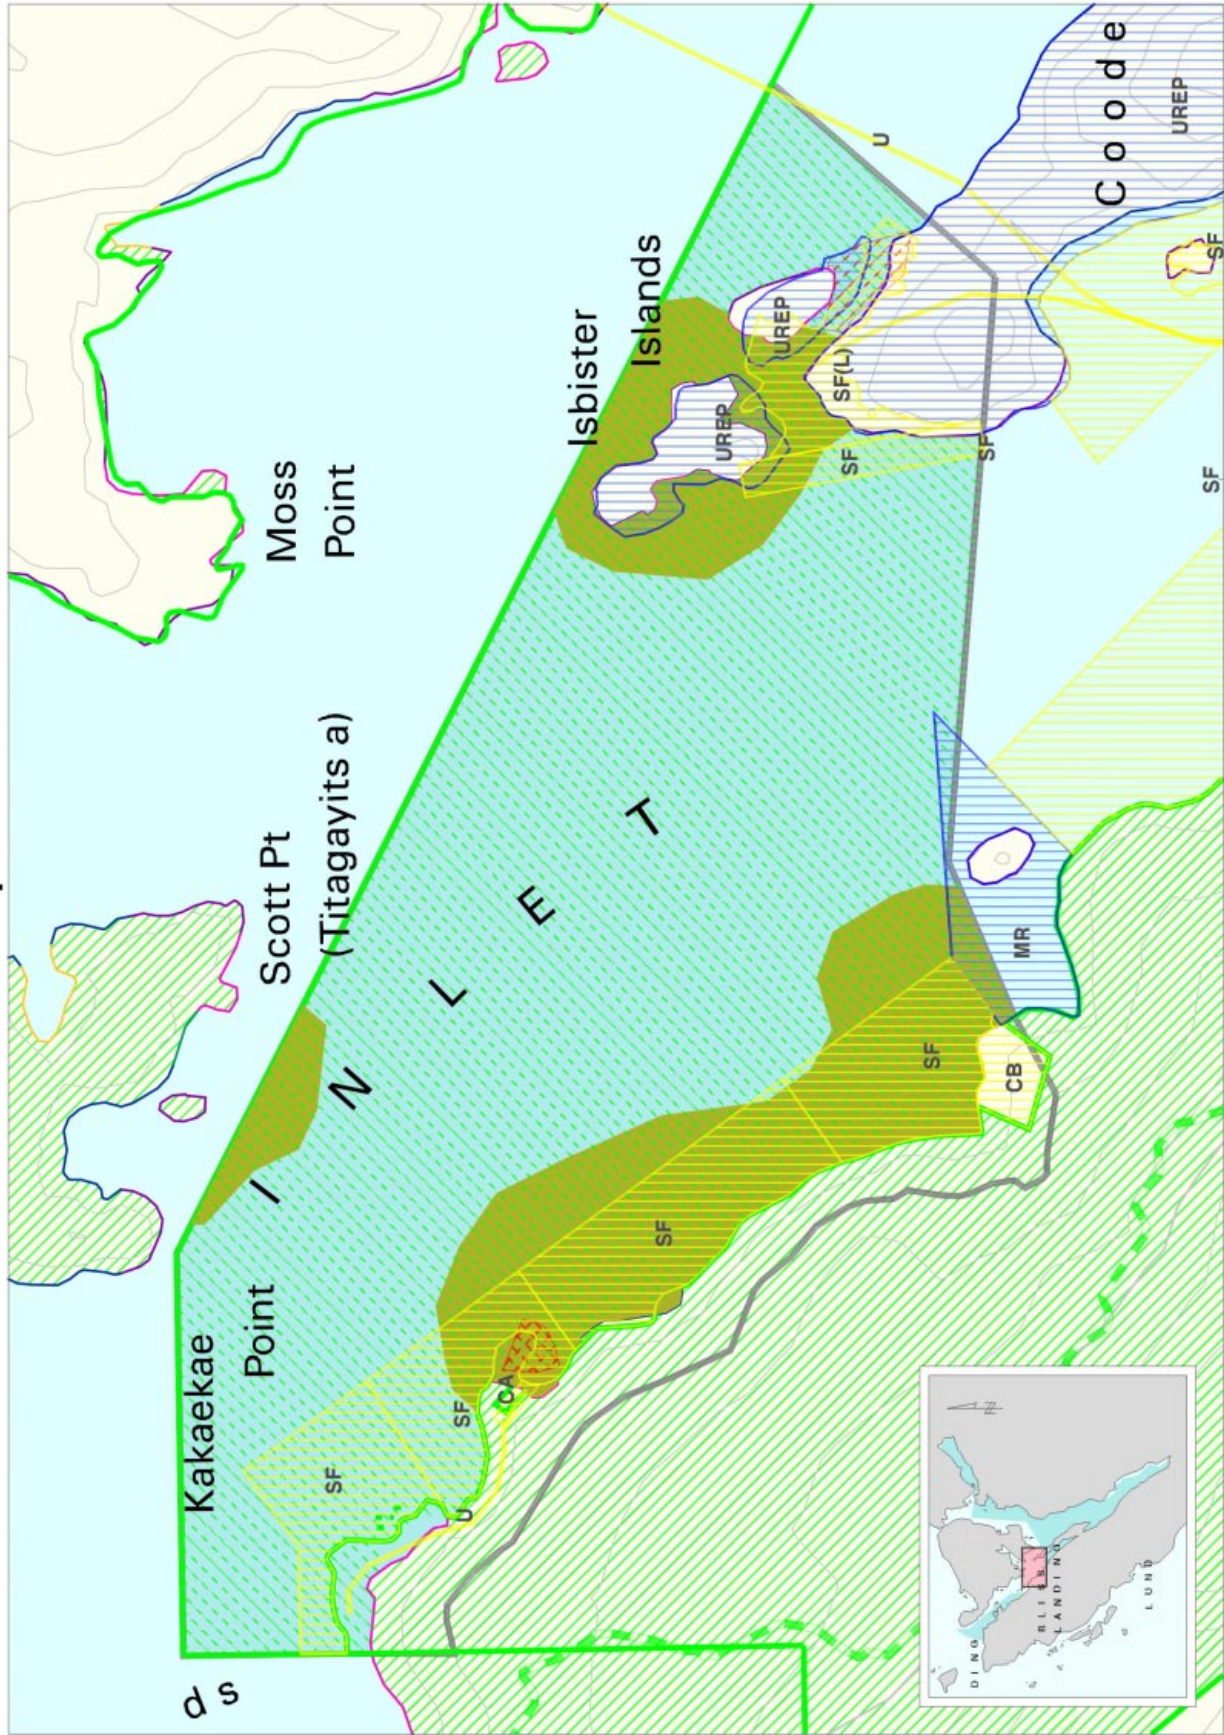 Kakaekae
Point
Scott Pt
(Titagayits a)
Moss
Point
Isbister
Islands
I N L E T
d s
Coode
UREP
U
UREP
UREP
SF(L)
SF
SF
SF
SF
MR
CB
SF
SF
CA
SF
SF
U
N
DING
BLISS
LANDING
LUND